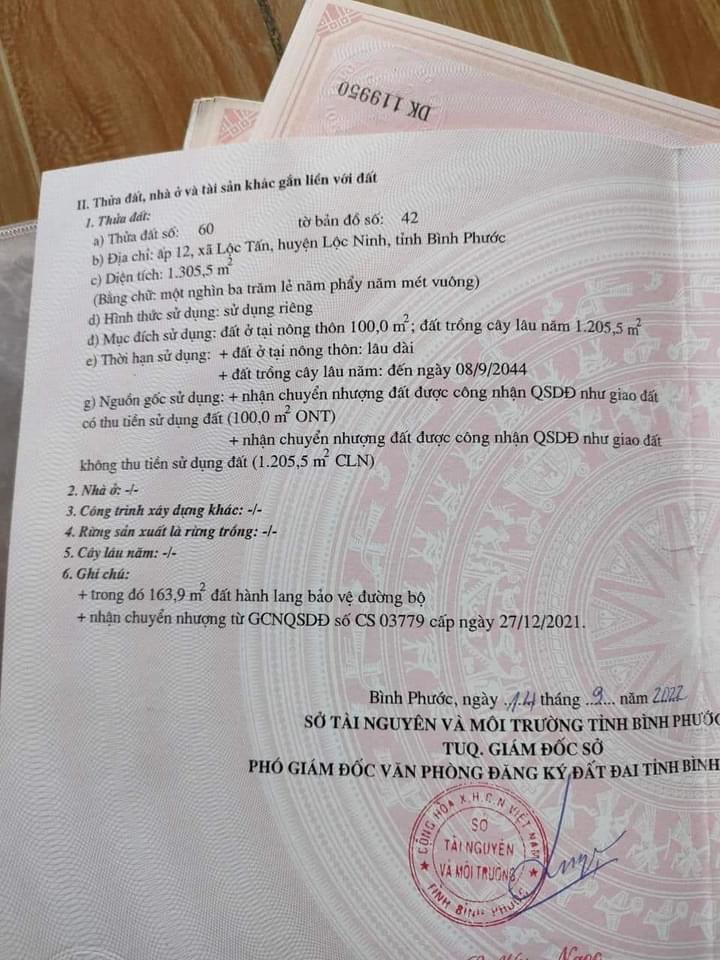 DK 119950
II. Thửa đất, nhà ở và tài sản khác gắn liền với đất
1. Thửa đất:
a) Thửa đất số: 60 tờ bản đồ số: 42
b) Địa chỉ: ấp 12, xã Lộc Tấn, huyện Lộc Ninh, tỉnh Bình Phước
c) Diện tích: 1.305,5 m²
(Bằng chữ: một nghìn ba trăm lẻ năm phẩy năm mét vuông)
d) Hình thức sử dụng: sử dụng riêng
đ) Mục đích sử dụng: đất ở tại nông thôn 100,0 m²; đất trồng cây lâu năm 1.205,5 m²
e) Thời hạn sử dụng: + đất ở tại nông thôn: lâu dài
+ đất trồng cây lâu năm: đến ngày 08/9/2044
g) Nguồn gốc sử dụng: + nhận chuyển nhượng đất được công nhận QSDĐ như giao đất
có thu tiền sử dụng đất (100,0 m² ONT)
+ nhận chuyển nhượng đất được công nhận QSDĐ như giao đất
không thu tiền sử dụng đất (1.205,5 m² CLN)
2. Nhà ở: -/-
3. Công trình xây dựng khác: -/-
4. Rừng sản xuất là rừng trồng: -/-
5. Cây lâu năm: -/-
6. Ghi chú:
+ trong đó 163,9 m² đất hành lang bảo vệ đường bộ
+ nhận chuyển nhượng từ GCNQSDĐ số CS 03779 cấp ngày 27/12/2021.
Bình Phước, ngày ..14 tháng ..9... năm 2022
SỞ TÀI NGUYÊN VÀ MÔI TRƯỜNG TỈNH BÌNH PHƯỚC
TUQ. GIÁM ĐỐC SỞ
PHÓ GIÁM ĐỐC VĂN PHÒNG ĐĂNG KÝ ĐẤT ĐAI TỈNH BÌNH
CỘNG HÒA X.H.C.N VIỆT NAM
SỞ
TÀI NGUYÊN
VÀ MÔI TRƯỜNG
TỈNH BÌNH PHƯỚC
Ngọc